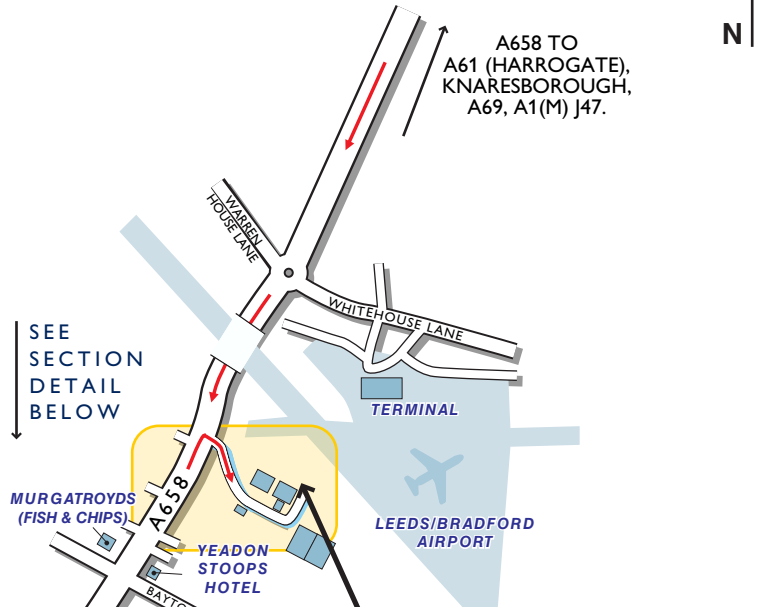 A658 TO
A61 (HARROGATE),
KNARESBOROUGH,
A69, A1(M) J47.
N
WARREN
HOUSE LANE
WHITEHOUSE LANE
SEE
SECTION
DETAIL
BELOW
TERMINAL
MURGATROYDS
(FISH & CHIPS)
A658
LEEDS/BRADFORD
AIRPORT
YEADON
STOOPS
HOTEL